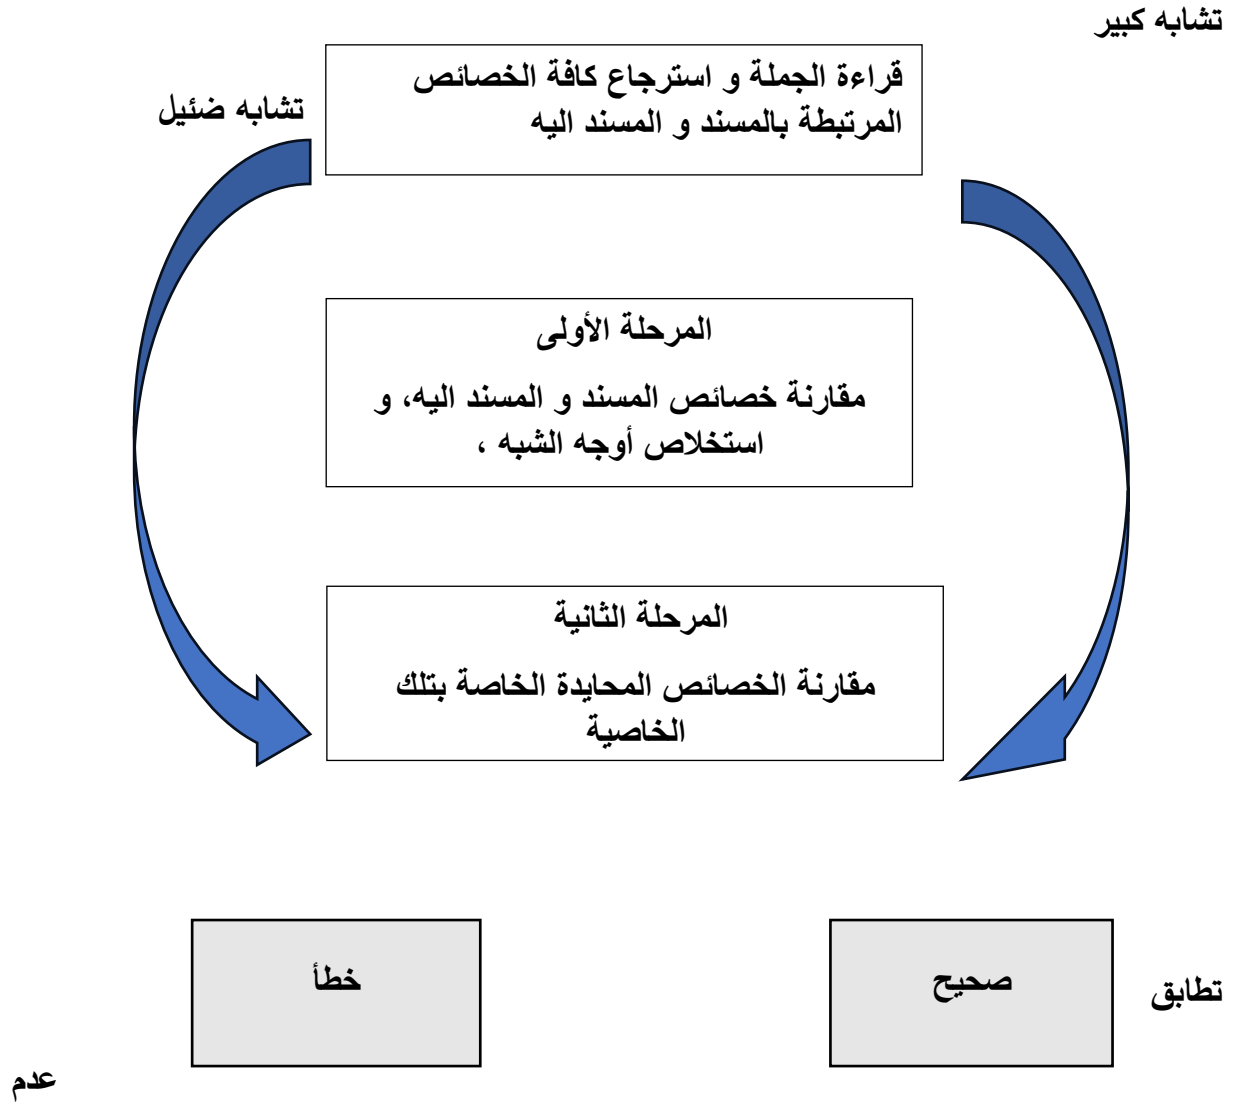 تشابه كبير
قراءة الجملة و استرجاع كافة الخصائص
المرتبطة بالمسند و المسند اليه
تشابه ضئيل
المرحلة الأولى
مقارنة خصائص المسند و المسند اليه، و
استخلاص أوجه الشبه ،
المرحلة الثانية
مقارنة الخصائص المحايدة الخاصة بتلك
الخاصية
تطابق
صحيح
خطأ
عدم